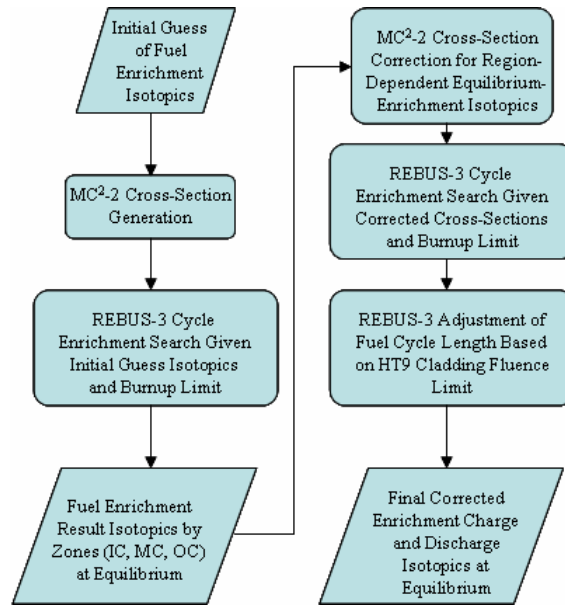 Initial Guess
of Fuel
Enrichment
Isotopics
MC²-2 Cross-Section
Generation
REBUS-3 Cycle
Enrichment Search Given
Initial Guess Isotopics
and Burnup Limit
Fuel Enrichment
Result Isotopics by
Zones (IC, MC, OC)
at Equilibrium
MC²-2 Cross-Section
Correction for Region-
Dependent Equilibrium-
Enrichment Isotopics
REBUS-3 Cycle
Enrichment Search Given
Corrected Cross-Sections
and Burnup Limit
REBUS-3 Adjustment of
Fuel Cycle Length Based
on HT9 Cladding Fluence
Limit
Final Corrected
Enrichment Charge
and Discharge
Isotopics at
Equilibrium